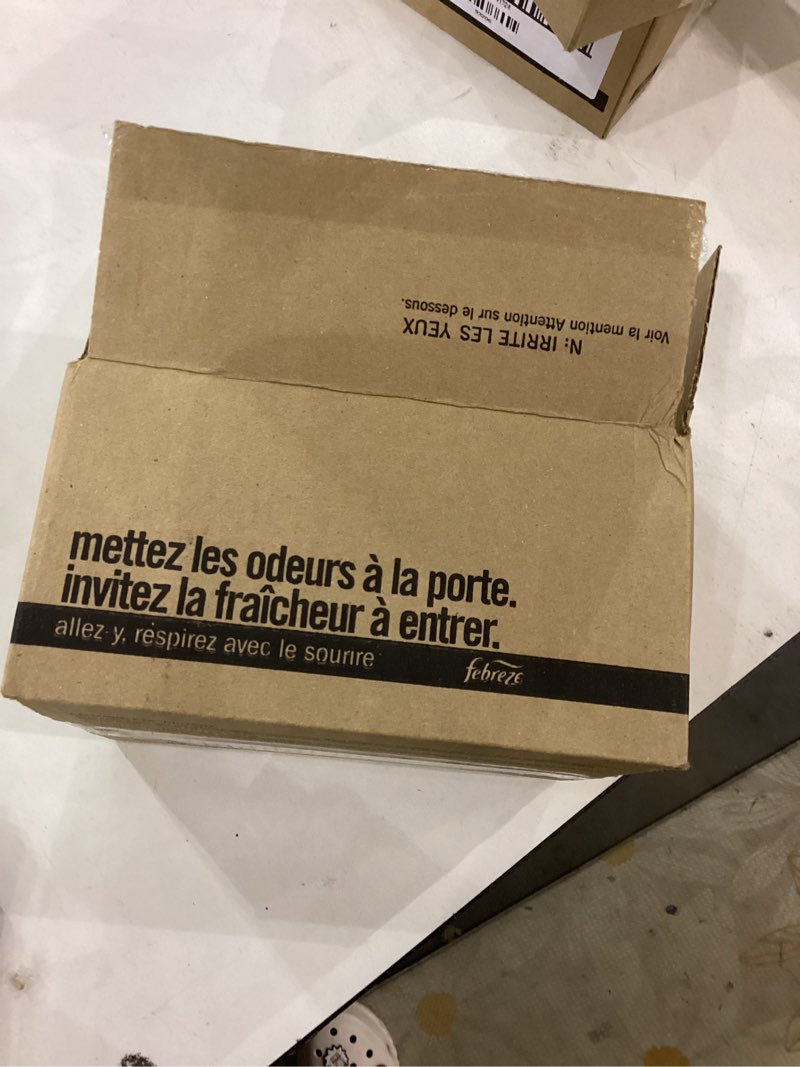 N: IRRITE LES YEUX
Voir la mention Attention sur le dessous.
mettez les odeurs à la porte.
invitez la fraîcheur à entrer.
allez-y, respirez avec le sourire
febreze